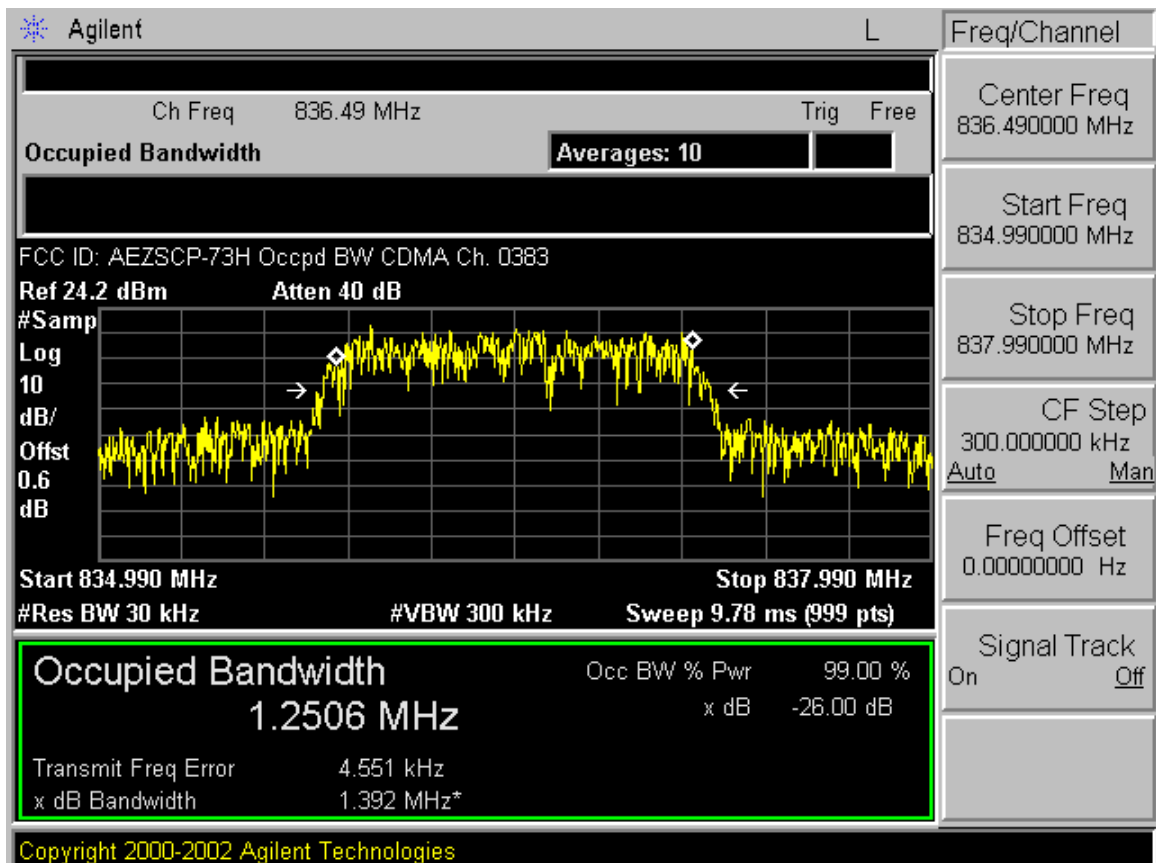 Agilent L
Freq/Channel
Ch Freq 836.49 MHz Trig Free
Occupied Bandwidth Averages: 10
FCC ID: AEZSCP-73H Occpd BW CDMA Ch. 0383
Ref 24.2 dBm Atten 40 dB
#Samp
Log
10
dB/
Offst
0.6
dB
Start 834.990 MHz Stop 837.990 MHz
#Res BW 30 kHz #VBW 300 kHz Sweep 9.78 ms (999 pts)
Occupied Bandwidth Occ BW % Pwr 99.00 %
1.2506 MHz x dB -26.00 dB
Transmit Freq Error 4.551 kHz
x dB Bandwidth 1.392 MHz*
Center Freq
836.490000 MHz
Start Freq
834.990000 MHz
Stop Freq
837.990000 MHz
CF Step
300.000000 kHz
Auto Man
Freq Offset
0.00000000 Hz
Signal Track
On Off
Copyright 2000-2002 Agilent Technologies